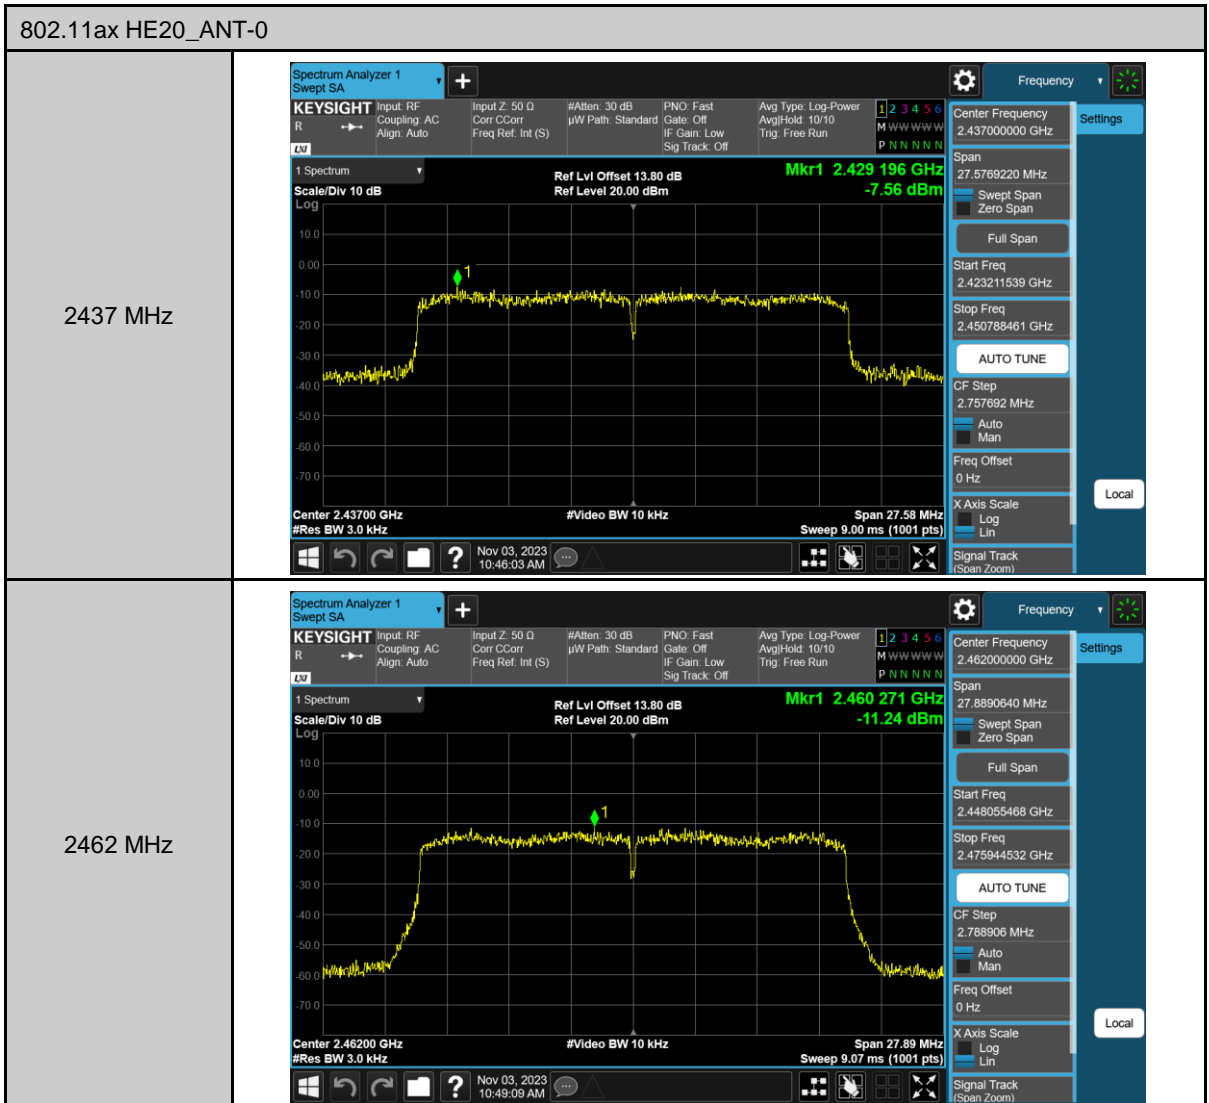 802.11ax HE20_ANT-0
2437 MHz
Spectrum Analyzer 1
Swept SA
Frequency
KEYSIGHT
R
LXI
Input: RF
Coupling: AC
Align: Auto
Input Z: 50 Ω
Corr CCorr
Freq Ref: Int (S)
#Atten: 30 dB
µW Path: Standard
PNO: Fast
Gate: Off
IF Gain: Low
Sig Track: Off
Avg Type: Log-Power
Avg|Hold: 10/10
Trig: Free Run
1 2 3 4 5 6
M W W W W W
P N N N N N
1 Spectrum
Scale/Div 10 dB
Log
Ref Lvl Offset 13.80 dB
Ref Level 20.00 dBm
Mkr1 2.429 196 GHz
-7.56 dBm
1
10.0
0.00
-10.0
-20.0
-30.0
-40.0
-50.0
-60.0
-70.0
Center 2.43700 GHz
#Res BW 3.0 kHz
#Video BW 10 kHz
Span 27.58 MHz
Sweep 9.00 ms (1001 pts)
Nov 03, 2023
10:46:03 AM
Center Frequency
2.437000000 GHz
Settings
Span
27.5769220 MHz
Swept Span
Zero Span
Full Span
Start Freq
2.423211539 GHz
Stop Freq
2.450788461 GHz
AUTO TUNE
CF Step
2.757692 MHz
Auto
Man
Freq Offset
0 Hz
X Axis Scale
Log
Lin
Signal Track
(Span Zoom)
Local
2462 MHz
Spectrum Analyzer 1
Swept SA
Frequency
KEYSIGHT
R
LXI
Input: RF
Coupling: AC
Align: Auto
Input Z: 50 Ω
Corr CCorr
Freq Ref: Int (S)
#Atten: 30 dB
µW Path: Standard
PNO: Fast
Gate: Off
IF Gain: Low
Sig Track: Off
Avg Type: Log-Power
Avg|Hold: 10/10
Trig: Free Run
1 2 3 4 5 6
M W W W W W
P N N N N N
1 Spectrum
Scale/Div 10 dB
Log
Ref Lvl Offset 13.80 dB
Ref Level 20.00 dBm
Mkr1 2.460 271 GHz
-11.24 dBm
1
10.0
0.00
-10.0
-20.0
-30.0
-40.0
-50.0
-60.0
-70.0
Center 2.46200 GHz
#Res BW 3.0 kHz
#Video BW 10 kHz
Span 27.89 MHz
Sweep 9.07 ms (1001 pts)
Nov 03, 2023
10:49:09 AM
Center Frequency
2.462000000 GHz
Settings
Span
27.8890640 MHz
Swept Span
Zero Span
Full Span
Start Freq
2.448055468 GHz
Stop Freq
2.475944532 GHz
AUTO TUNE
CF Step
2.788906 MHz
Auto
Man
Freq Offset
0 Hz
X Axis Scale
Log
Lin
Signal Track
(Span Zoom)
Local